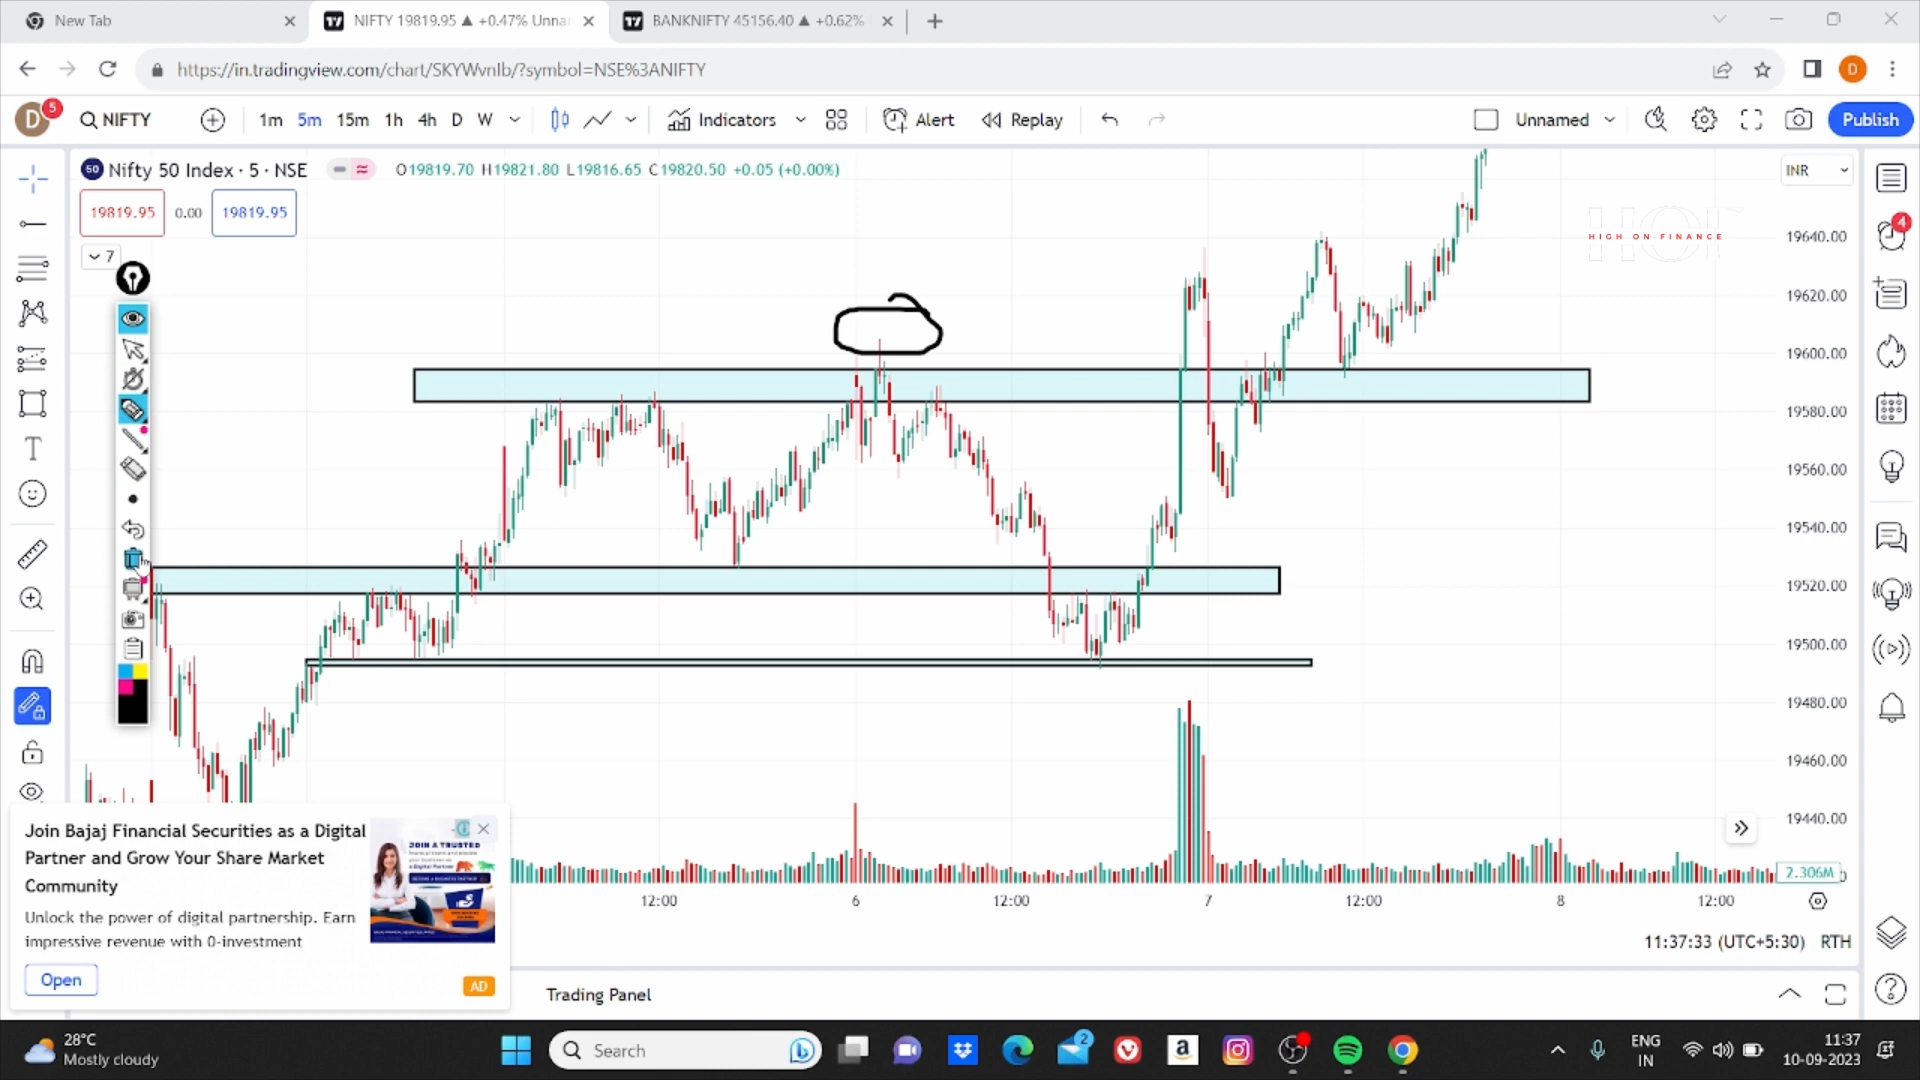 New Tab
NIFTY 19819.95 ▲ +0.47% Unna
BANKNIFTY 45156.40 ▲ +0.62%
https://in.tradingview.com/chart/SKYWvnIb/?symbol=NSE%3ANIFTY
D
D 5
NIFTY
1m 5m 15m 1h 4h D W
Indicators
Alert
Replay
Unnamed
Publish
50 Nifty 50 Index · 5 · NSE
O19819.70 H19821.80 L19816.65 C19820.50 +0.05 (+0.00%)
INR
19819.95 0.00 19819.95
7
HOF
HIGH ON FINANCE
4
19640.00
19620.00
19600.00
19580.00
19560.00
19540.00
19520.00
19500.00
19480.00
19460.00
19440.00
2.306M
12:00 6 12:00 7 12:00 8 12:00
11:37:33 (UTC+5:30) RTH
Join Bajaj Financial Securities as a Digital
Partner and Grow Your Share Market
Community
Unlock the power of digital partnership. Earn
impressive revenue with 0-investment
Open
AD
JOIN A TRUSTED
Trading Panel
28°C
Mostly cloudy
Search
2
ENG
IN
11:37
10-09-2023